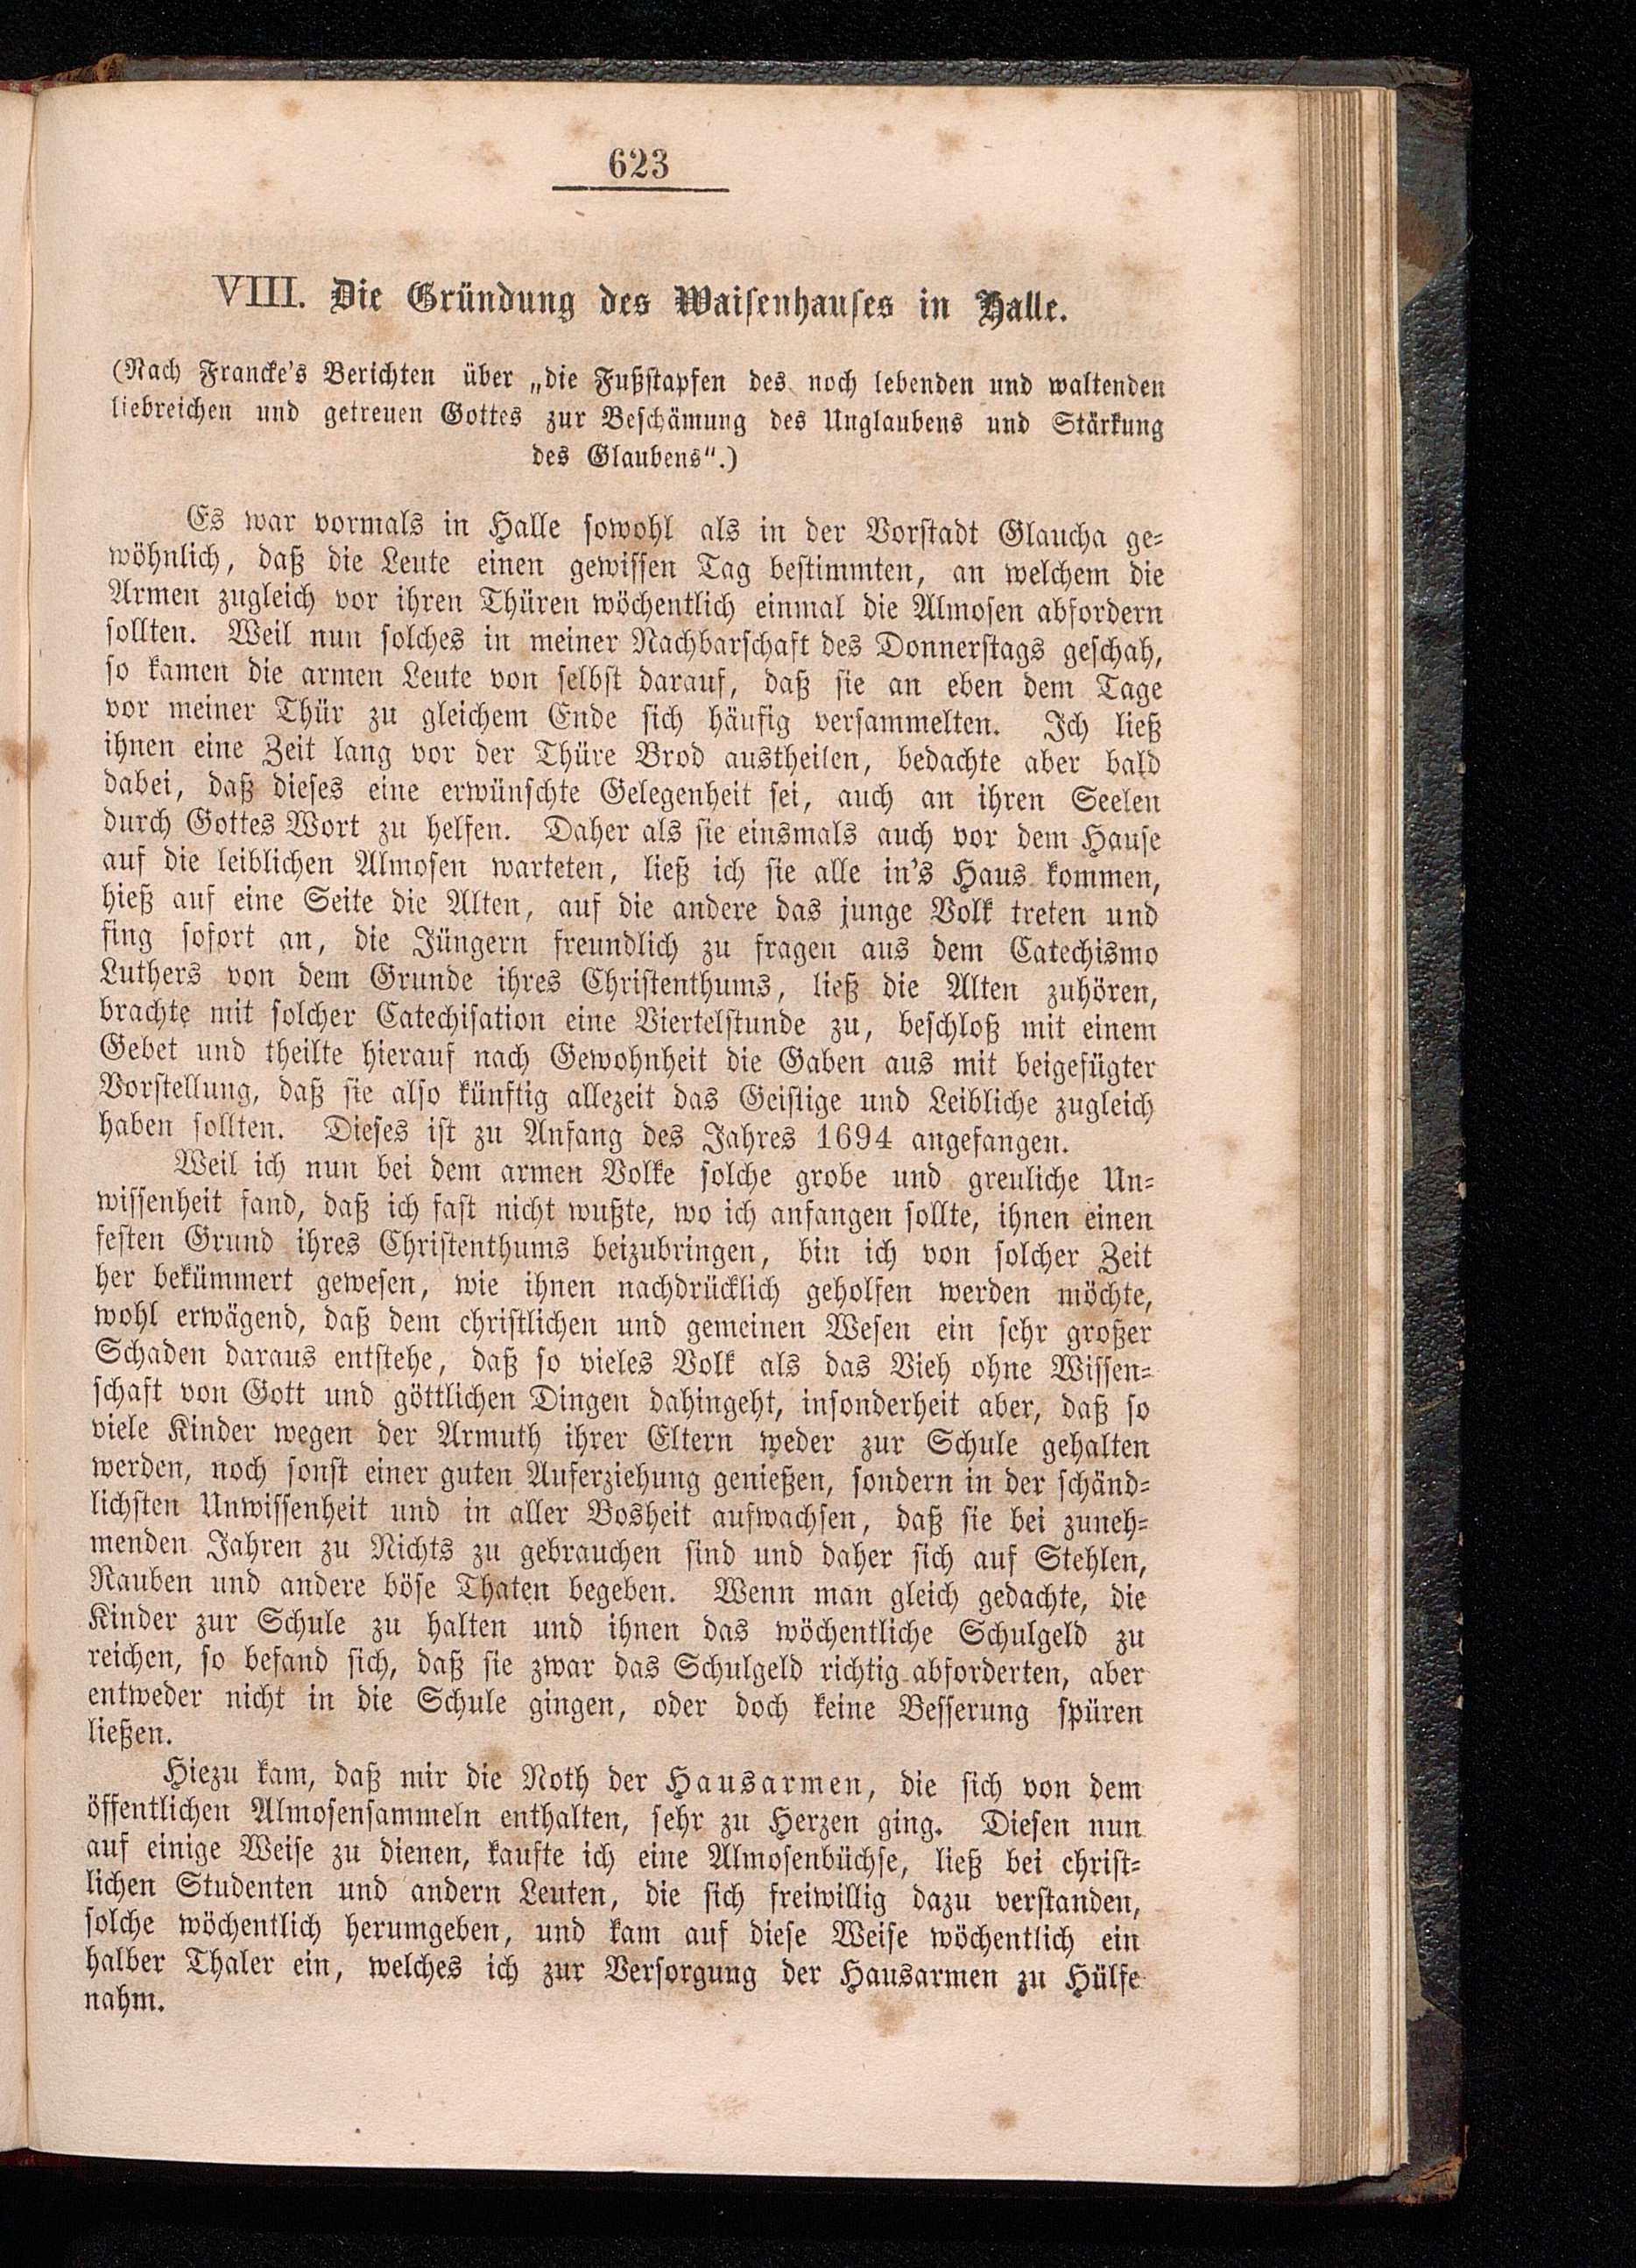 623
VIII. Die Gründung des Waisenhauses in Halle.
(Nach Francke's Berichten über „die Fußstapfen des noch lebenden und waltenden
liebreichen und getreuen Gottes zur Beschämung des Unglaubens und Stärkung
des Glaubens“.)
Es war vormals in Halle sowohl als in der Vorstadt Glaucha ge-
wöhnlich, daß die Leute einen gewissen Tag bestimmten, an welchem die
Armen zugleich vor ihren Thüren wöchentlich einmal die Almosen abfordern
sollten. Weil nun solches in meiner Nachbarschaft des Donnerstags geschah,
so kamen die armen Leute von selbst darauf, daß sie an eben dem Tage
vor meiner Thür zu gleichem Ende sich häufig versammelten. Ich ließ
ihnen eine Zeit lang vor der Thüre Brod austheilen, bedachte aber bald
dabei, daß dieses eine erwünschte Gelegenheit sei, auch an ihren Seelen
durch Gottes Wort zu helfen. Daher als sie einsmals auch vor dem Hause
auf die leiblichen Almosen warteten, ließ ich sie alle in's Haus kommen,
hieß auf eine Seite die Alten, auf die andere das junge Volk treten und
fing sofort an, die Jüngern freundlich zu fragen aus dem Catechismo
Luthers von dem Grunde ihres Christenthums, ließ die Alten zuhören,
brachte mit solcher Catechisation eine Viertelstunde zu, beschloß mit einem
Gebet und theilte hierauf nach Gewohnheit die Gaben aus mit beigefügter
Vorstellung, daß sie also künftig allezeit das Geistige und Leibliche zugleich
haben sollten. Dieses ist zu Anfang des Jahres 1694 angefangen.
Weil ich nun bei dem armen Volke solche grobe und greuliche Un-
wissenheit fand, daß ich fast nicht wußte, wo ich anfangen sollte, ihnen einen
festen Grund ihres Christenthums beizubringen, bin ich von solcher Zeit
her bekümmert gewesen, wie ihnen nachdrücklich geholfen werden möchte,
wohl erwägend, daß dem christlichen und gemeinen Wesen ein sehr großer
Schaden daraus entstehe, daß so vieles Volk als das Vieh ohne Wissen-
schaft von Gott und göttlichen Dingen dahingeht, insonderheit aber, daß so
viele Kinder wegen der Armuth ihrer Eltern weder zur Schule gehalten
werden, noch sonst einer guten Auferziehung genießen, sondern in der schänd-
lichsten Unwissenheit und in aller Bosheit aufwachsen, daß sie bei zuneh-
menden Jahren zu Nichts zu gebrauchen sind und daher sich auf Stehlen,
Rauben und andere böse Thaten begeben. Wenn man gleich gedachte, die
Kinder zur Schule zu halten und ihnen das wöchentliche Schulgeld zu
reichen, so befand sich, daß sie zwar das Schulgeld richtig abforderten, aber
entweder nicht in die Schule gingen, oder doch keine Besserung spüren
ließen.
Hiezu kam, daß mir die Noth der Hausarmen, die sich von dem
öffentlichen Almosensammeln enthalten, sehr zu Herzen ging. Diesen nun
auf einige Weise zu dienen, kaufte ich eine Almosenbüchse, ließ bei christ-
lichen Studenten und andern Leuten, die sich freiwillig dazu verstanden,
solche wöchentlich herumgeben, und kam auf diese Weise wöchentlich ein
halber Thaler ein, welches ich zur Versorgung der Hausarmen zu Hülfe
nahm.